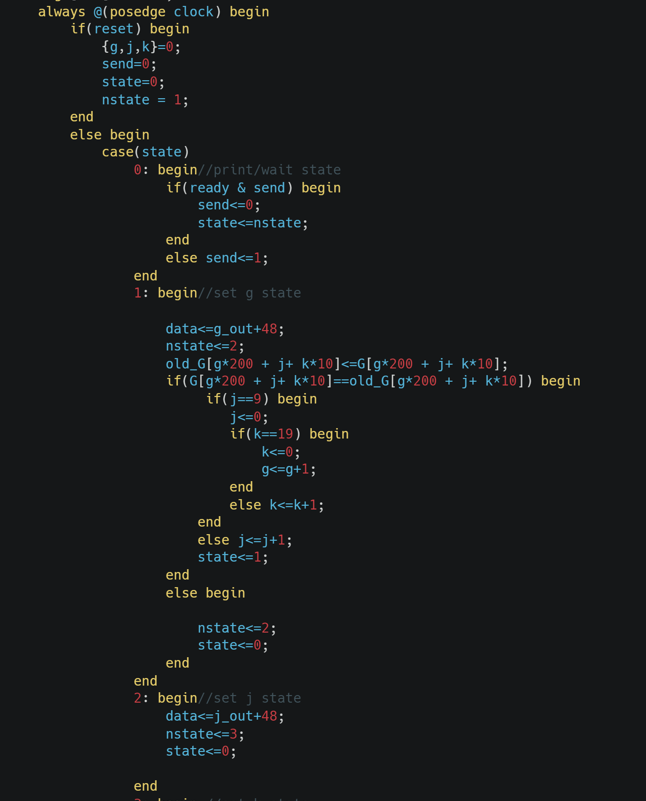 always @(posedge clock) begin
if(reset) begin
{g,j,k}=0;
send=0;
state=0;
nstate = 1;
end
else begin
case(state)
0: begin//print/wait state
if(ready & send) begin
send<=0;
state<=nstate;
end
else send<=1;
end
1: begin//set g state
data<=g_out+48;
nstate<=2;
old_G[g*200 + j+ k*10]<=G[g*200 + j+ k*10];
if(G[g*200 + j+ k*10]==old_G[g*200 + j+ k*10]) begin
if(j==9) begin
j<=0;
if(k==19) begin
k<=0;
g<=g+1;
end
else k<=k+1;
end
else j<=j+1;
state<=1;
end
else begin
nstate<=2;
state<=0;
end
end
2: begin//set j state
data<=j_out+48;
nstate<=3;
state<=0;
end